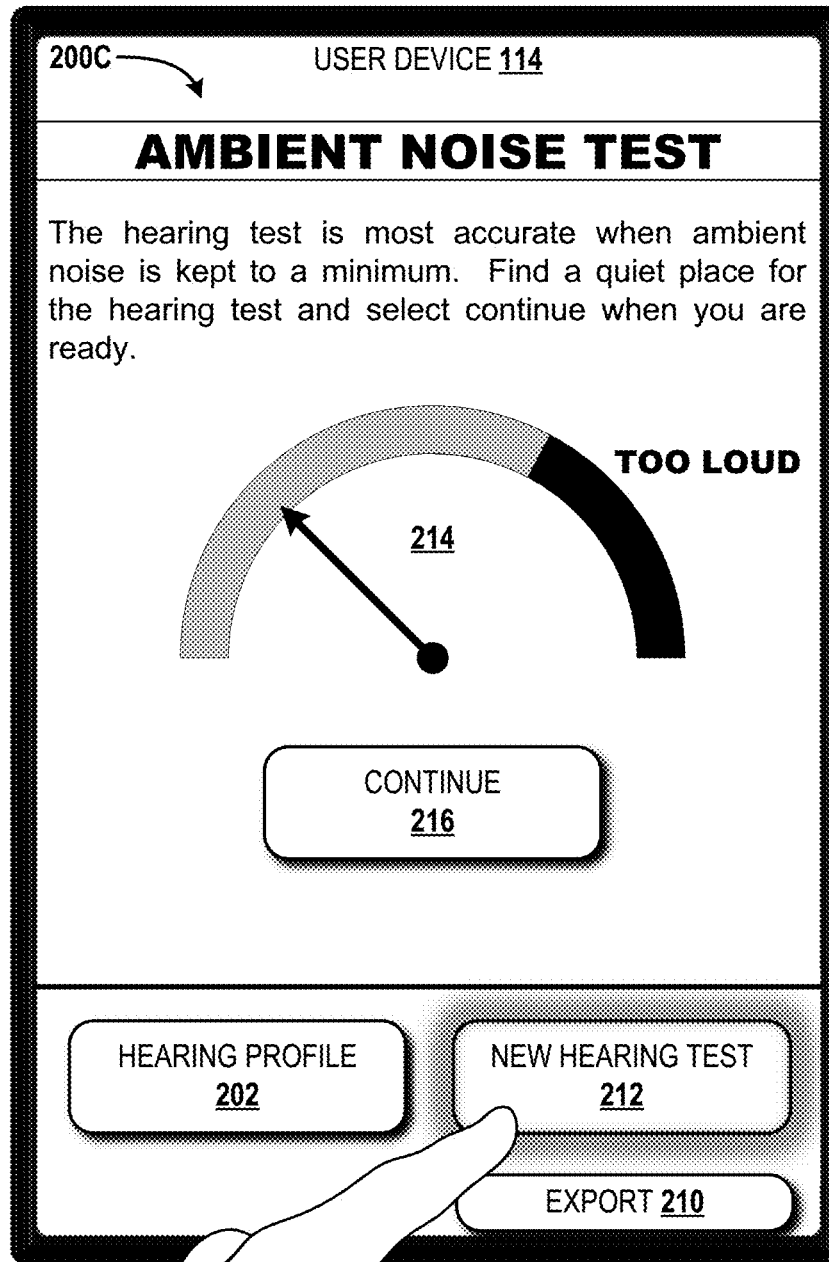 200C
USER DEVICE 114
AMBIENT NOISE TEST
The hearing test is most accurate when ambient
noise is kept to a minimum. Find a quiet place for
the hearing test and select continue when you are
ready.
TOO LOUD
214
CONTINUE
216
HEARING PROFILE
202
NEW HEARING TEST
212
EXPORT 210